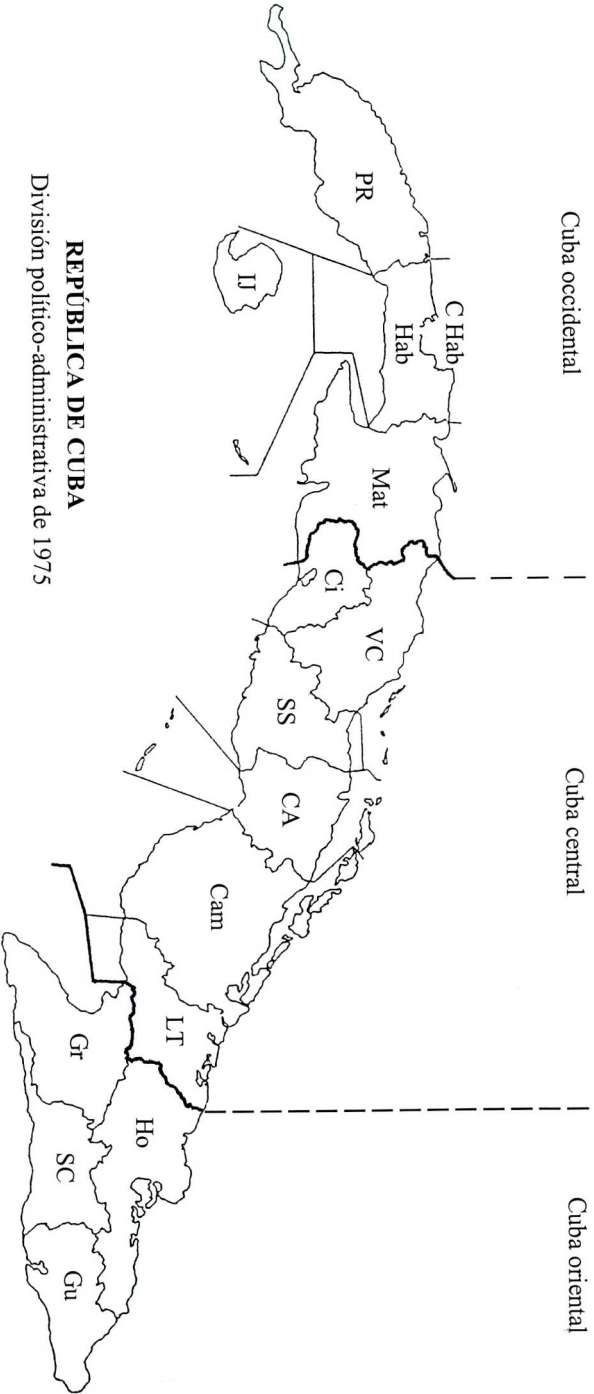 Cuba occidental
Cuba central
Cuba oriental
PR
C Hab
Hab
IJ
Mat
Ci
VC
SS
CA
Cam
LT
Gr
Ho
SC
Gu
REPÚBLICA DE CUBA
División político-administrativa de 1975